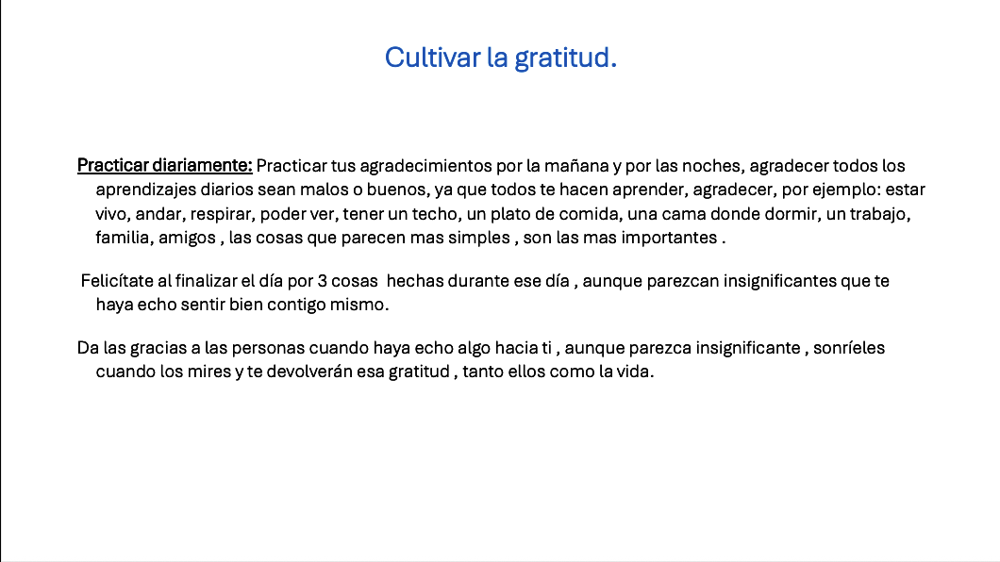 Cultivar la gratitud.
Practicar diariamente: Practicar tus agradecimientos por la mañana y por las noches, agradecer todos los
aprendizajes diarios sean malos o buenos, ya que todos te hacen aprender, agradecer, por ejemplo: estar
vivo, andar, respirar, poder ver, tener un techo, un plato de comida, una cama donde dormir, un trabajo,
familia, amigos , las cosas que parecen mas simples , son las mas importantes .
Felicítate al finalizar el día por 3 cosas  hechas durante ese día , aunque parezcan insignificantes que te
haya echo sentir bien contigo mismo.
Da las gracias a las personas cuando haya echo algo hacia ti , aunque parezca insignificante , sonríeles
cuando los mires y te devolverán esa gratitud , tanto ellos como la vida.